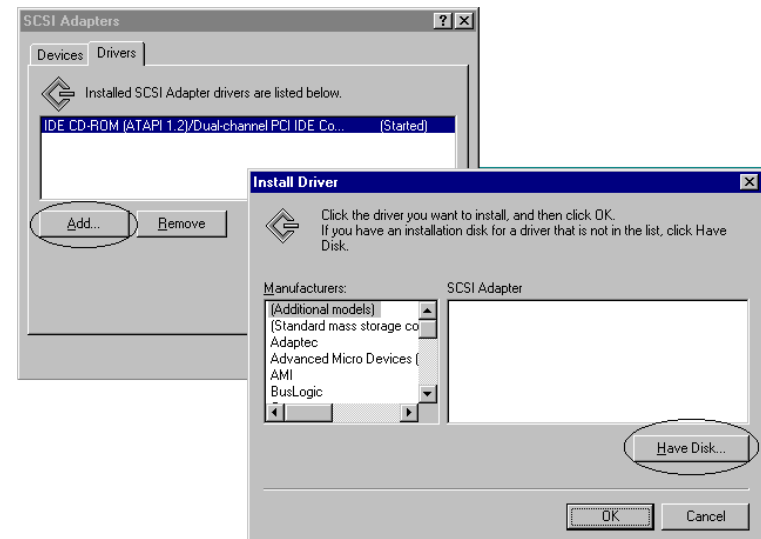 SCSI Adapters
Devices Drivers
Installed SCSI Adapter drivers are listed below.
IDE CD-ROM (ATAPI 1.2)/Dual-channel PCI IDE Co... (Started)
Add... Remove
Install Driver
Click the driver you want to install, and then click OK.
If you have an installation disk for a driver that is not in the list, click Have
Disk.
Manufacturers:
SCSI Adapter
(Additional models)
(Standard mass storage co
Adaptec
Advanced Micro Devices (
AMI
BusLogic
Have Disk...
OK Cancel